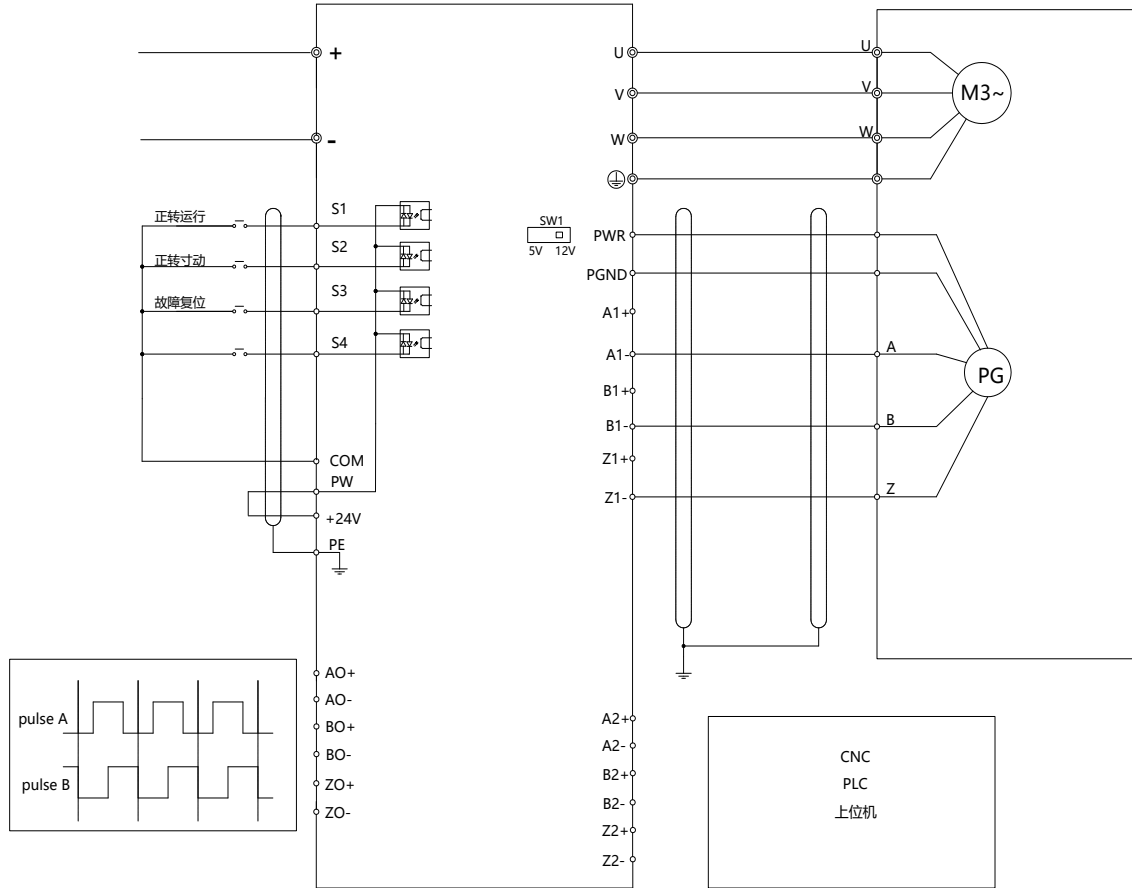 +
-
正转运行
S1
正转寸动
S2
故障复位
S3
S4
COM
PW
+24V
PE
pulse A
pulse B
AO+
AO-
BO+
BO-
ZO+
ZO-
SW1
5V 12V
U
V
W
PWR
PGND
A1+
A1-
B1+
B1-
Z1+
Z1-
A2+
A2-
B2+
B2-
Z2+
Z2-
U
V
W
M3~
A
B
Z
PG
CNC
PLC
上位机